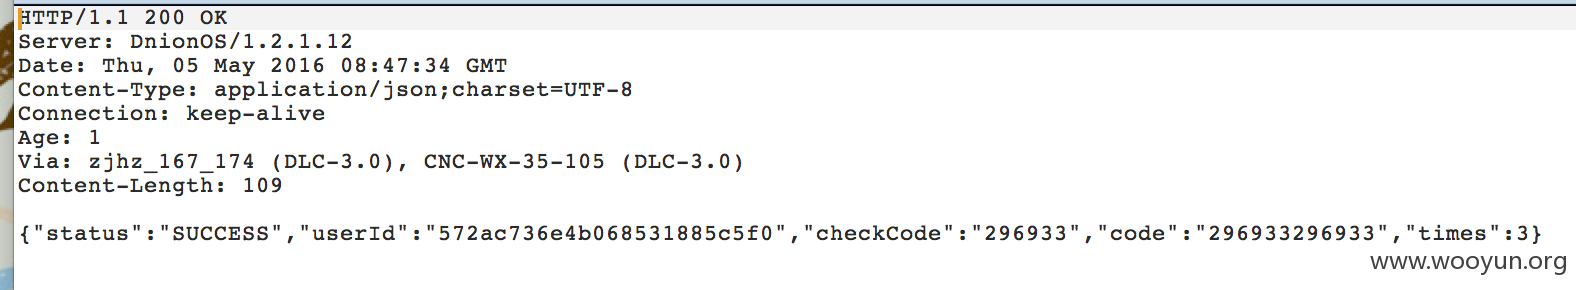 HTTP/1.1 200 OK
Server: DnionOS/1.2.1.12
Date: Thu, 05 May 2016 08:47:34 GMT
Content-Type: application/json;charset=UTF-8
Connection: keep-alive
Age: 1
Via: zjhz_167_174 (DLC-3.0), CNC-WX-35-105 (DLC-3.0)
Content-Length: 109
{"status":"SUCCESS","userId":"572ac736e4b068531885c5f0","checkCode":"296933","code":"296933296933","times":3}
www.wooyun.org